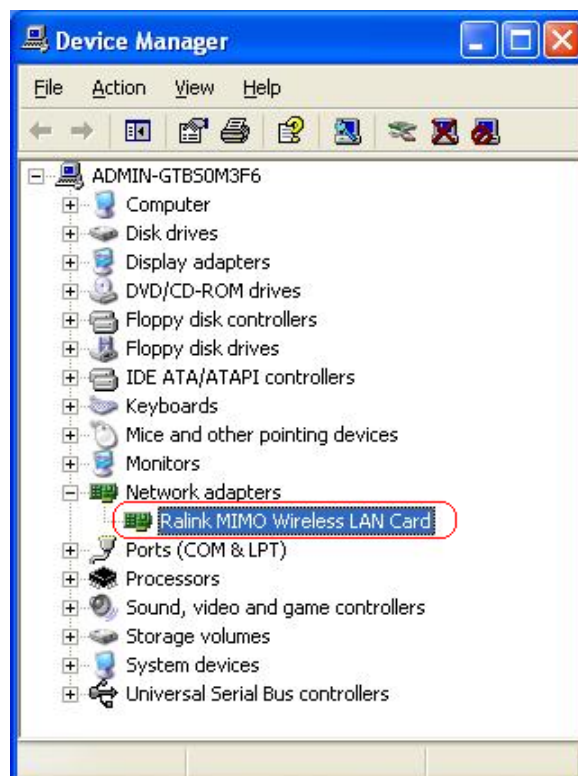 Device Manager
File Action View Help
ADMIN-GTBS0M3F6
Computer
Disk drives
Display adapters
DVD/CD-ROM drives
Floppy disk controllers
Floppy disk drives
IDE ATA/ATAPI controllers
Keyboards
Mice and other pointing devices
Monitors
Network adapters
Ralink MIMO Wireless LAN Card
Ports (COM & LPT)
Processors
Sound, video and game controllers
Storage volumes
System devices
Universal Serial Bus controllers